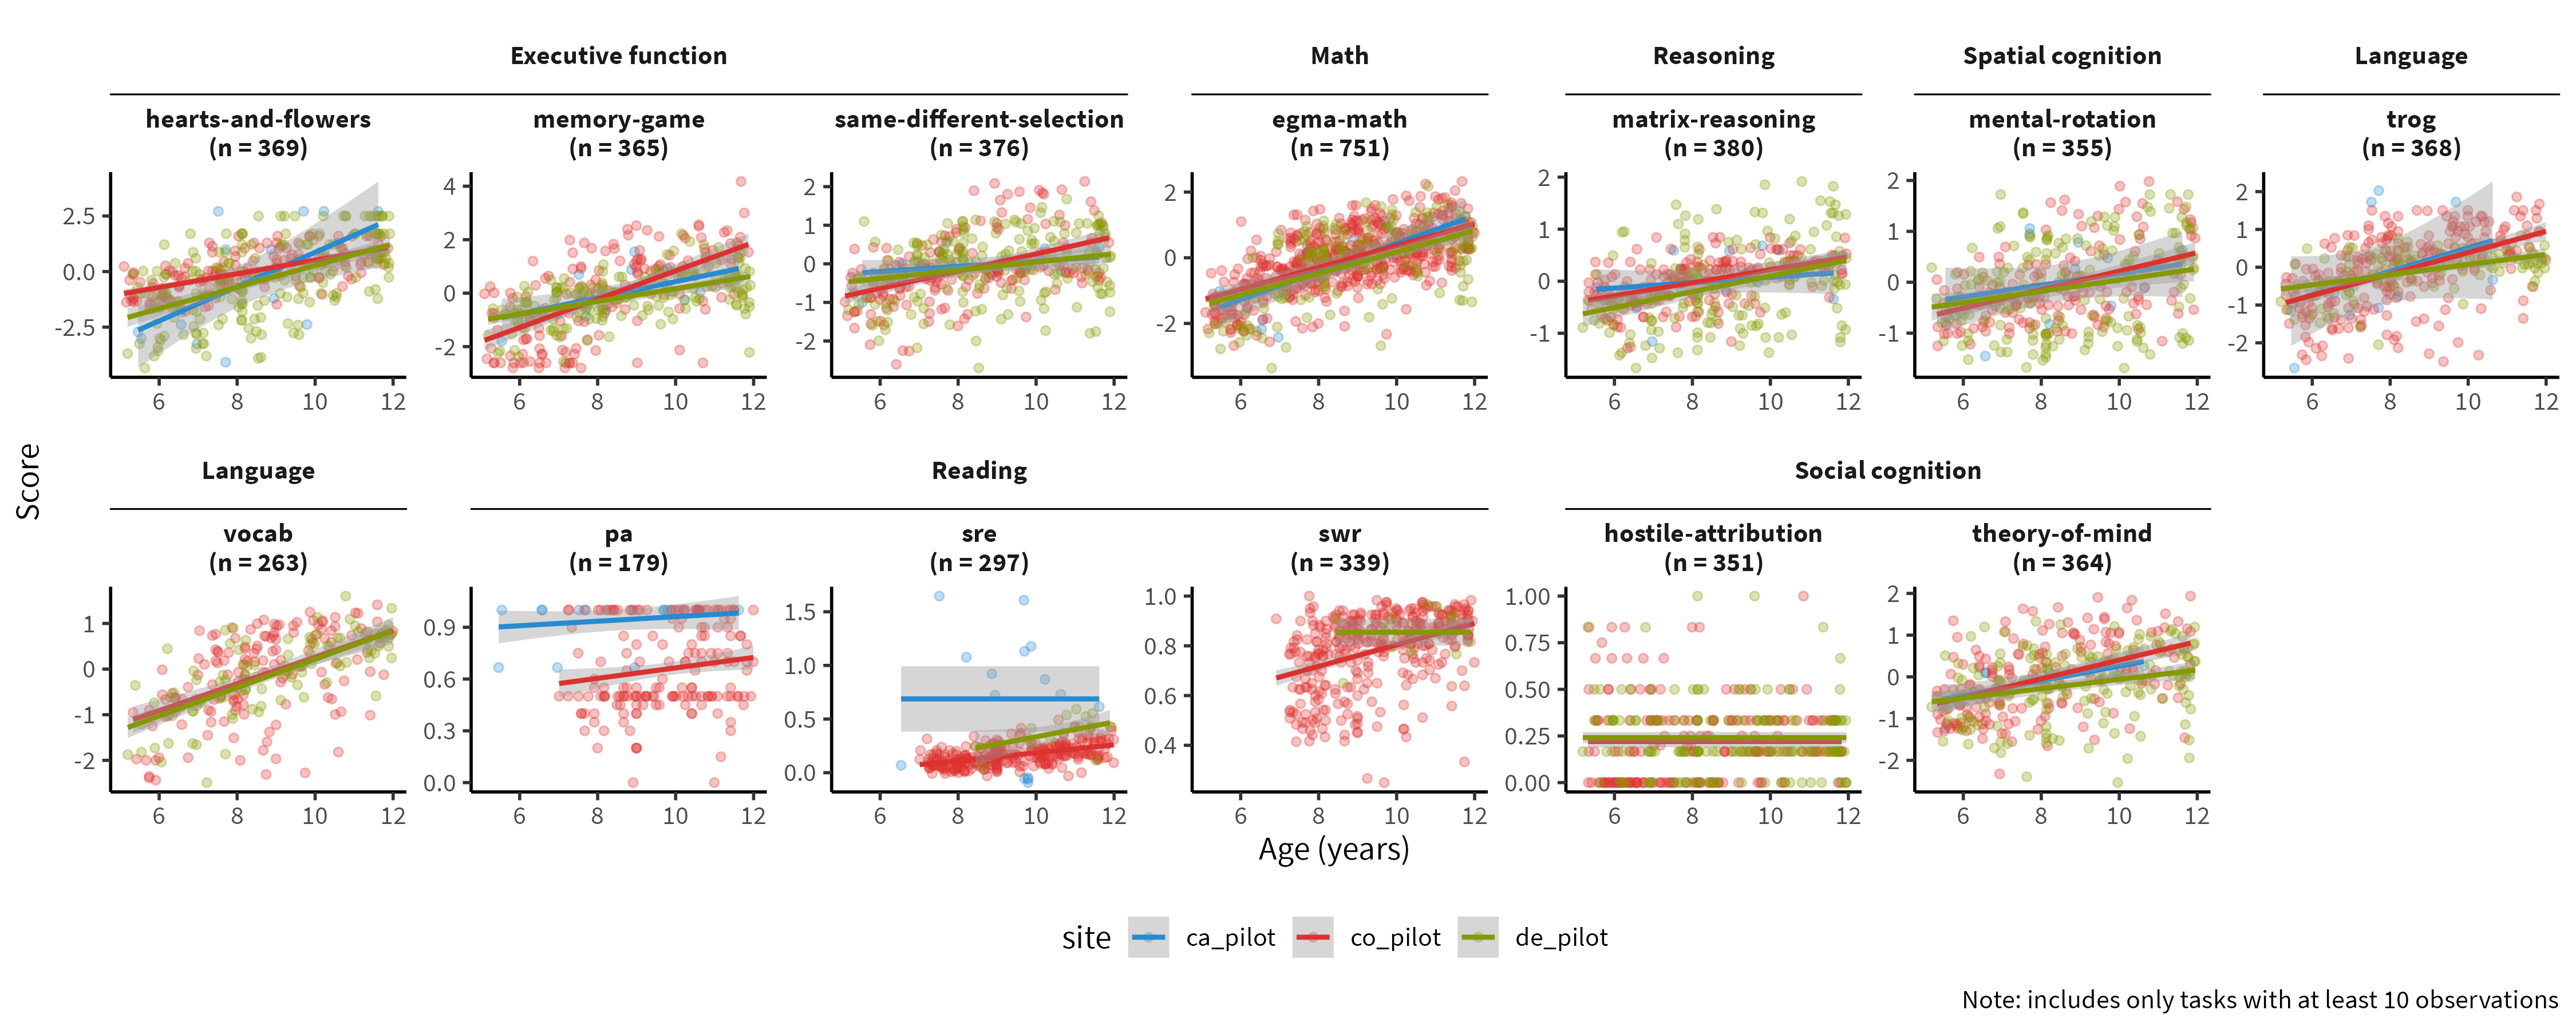 Executive function
Math
Reasoning
Spatial cognition
Language
hearts-and-flowers
(n = 369)
memory-game
(n = 365)
same-different-selection
(n = 376)
egma-math
(n = 751)
matrix-reasoning
(n = 380)
mental-rotation
(n = 355)
trog
(n = 368)
2.5
0.0
-2.5
6 8 10 12
4
2
0
-2
6 8 10 12
2
1
0
-1
-2
6 8 10 12
2
0
-2
6 8 10 12
2
1
0
-1
6 8 10 12
2
1
0
-1
6 8 10 12
2
1
0
-1
-2
6 8 10 12
Score
Language
Reading
Social cognition
vocab
(n = 263)
pa
(n = 179)
sre
(n = 297)
swr
(n = 339)
hostile-attribution
(n = 351)
theory-of-mind
(n = 364)
1
0
-1
-2
6 8 10 12
0.9
0.6
0.3
0.0
6 8 10 12
1.5
1.0
0.5
0.0
6 8 10 12
1.0
0.8
0.6
0.4
6 8 10 12
1.00
0.75
0.50
0.25
0.00
6 8 10 12
2
1
0
-1
-2
6 8 10 12
Age (years)
site ca_pilot co_pilot de_pilot
Note: includes only tasks with at least 10 observations